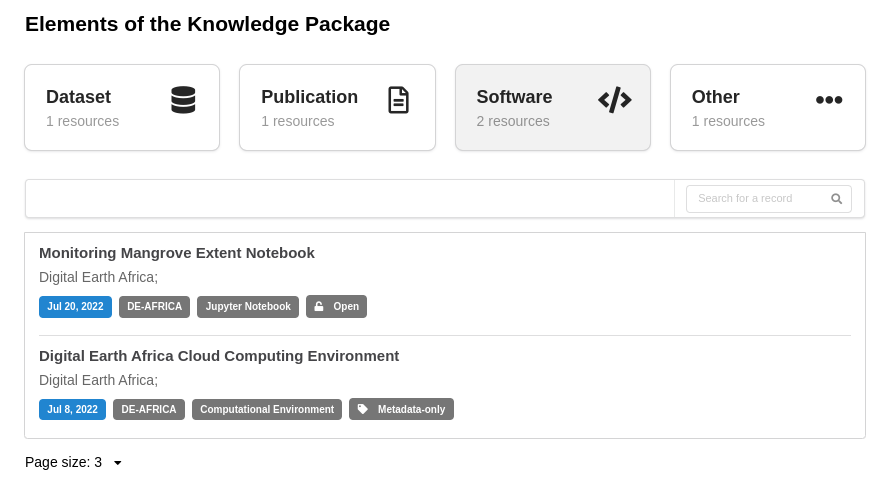 Elements of the Knowledge Package
Dataset
1 resources
Publication
1 resources
Software
2 resources
Other
1 resources
Search for a record
Monitoring Mangrove Extent Notebook
Digital Earth Africa;
Jul 20, 2022 DE-AFRICA Jupyter Notebook Open
Digital Earth Africa Cloud Computing Environment
Digital Earth Africa;
Jul 8, 2022 DE-AFRICA Computational Environment Metadata-only
Page size: 3